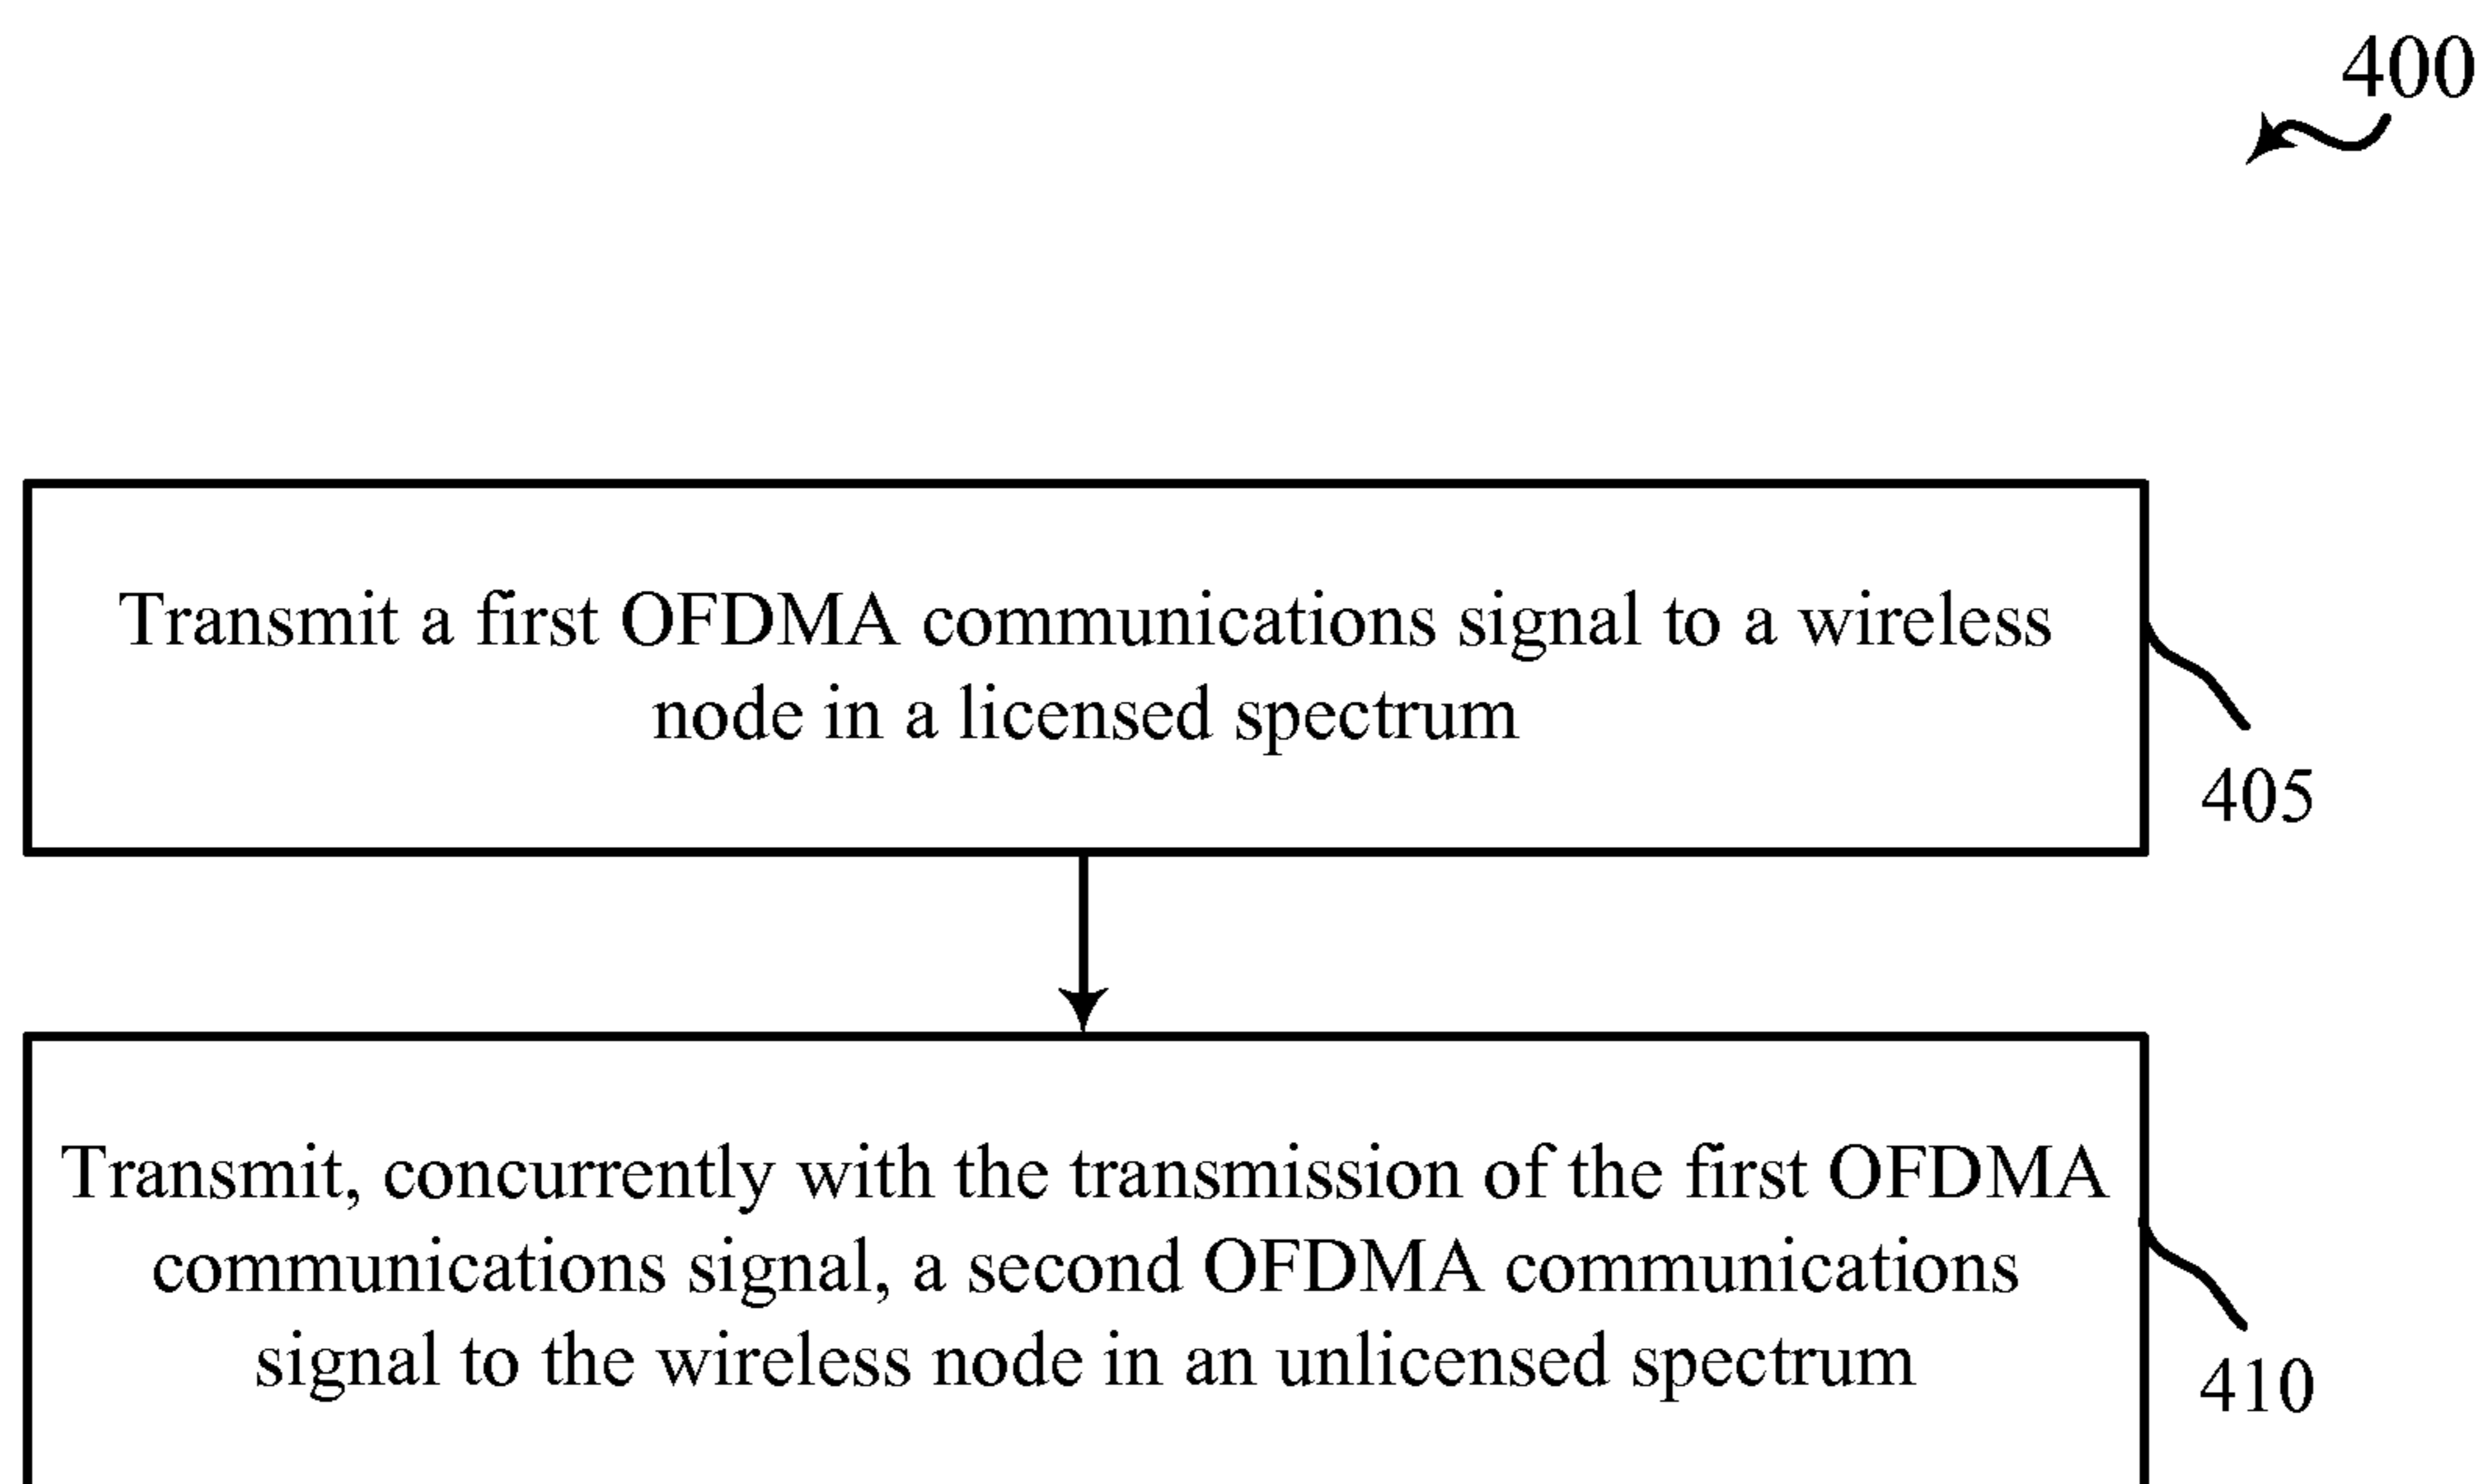 400
Transmit a first OFDMA communications signal to a wireless
node in a licensed spectrum
405
Transmit, concurrently with the transmission of the first OFDMA
communications signal, a second OFDMA communications
signal to the wireless node in an unlicensed spectrum
410